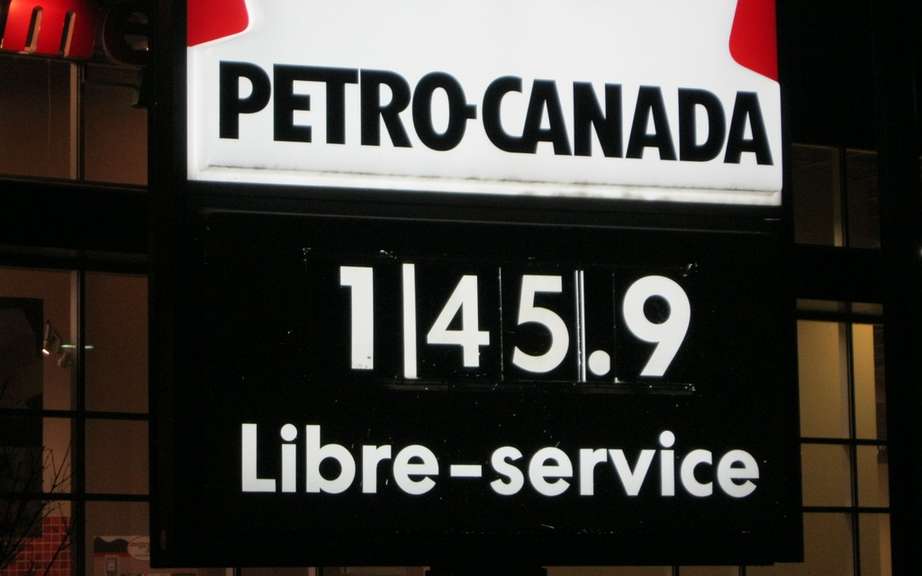 PETRO-CANADA
145.9
Libre-service